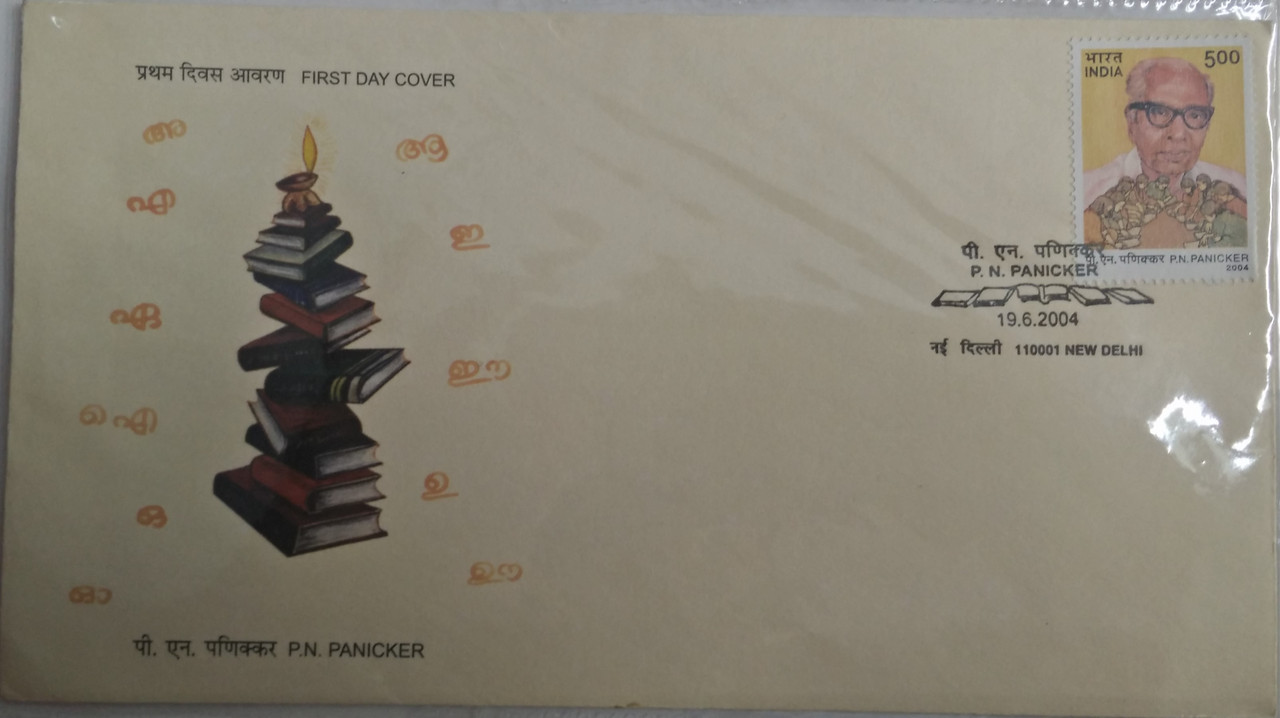 प्रथम दिवस आवरण FIRST DAY COVER
भारत 500
INDIA
അ ആ
എ ഇ
ഏ ഈ
ഐ ഉ
ഒ ഊ
ഓ
पी. एन. पणिक्कर P.N. PANICKER
2004
पी. एन. पणिक्कर
P. N. PANICKER
19.6.2004
नई दिल्ली 110001 NEW DELHI
पी. एन. पणिक्कर P.N. PANICKER